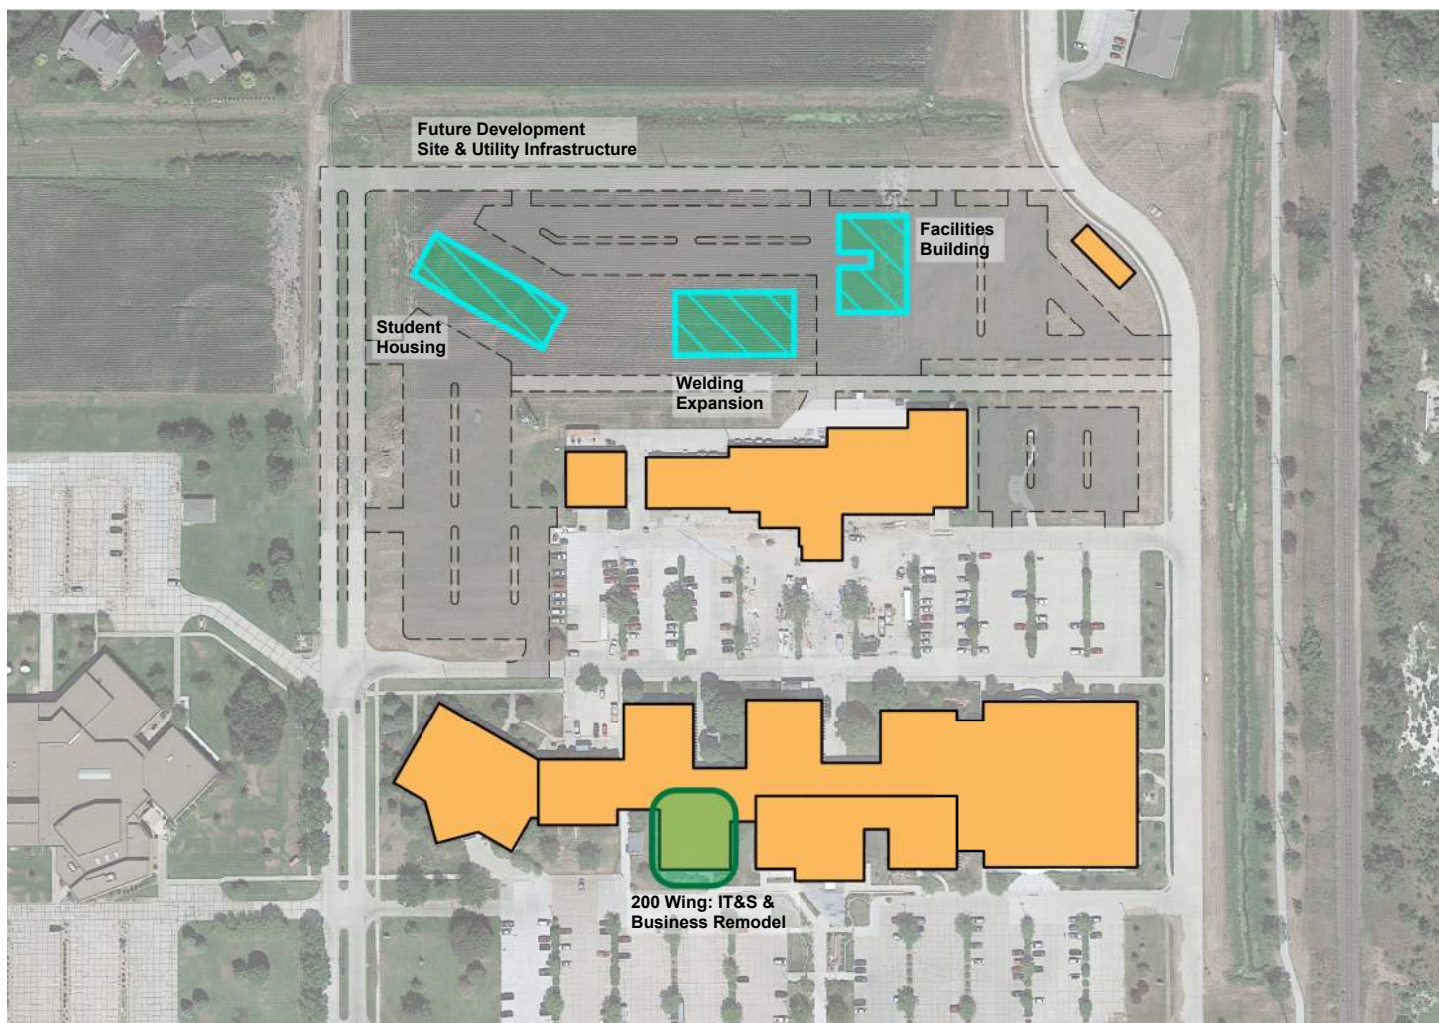 Future Development
Site & Utility Infrastructure
Facilities
Building
Student
Housing
Welding
Expansion
200 Wing: IT&S &
Business Remodel